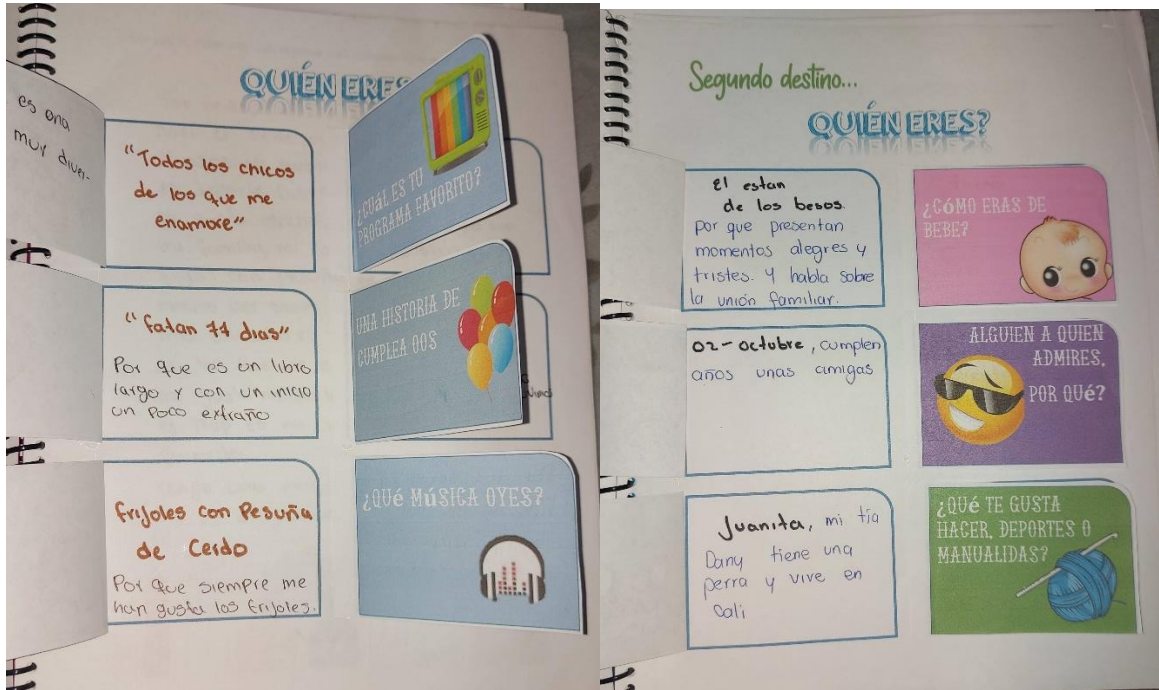 QUIÉN ERES
es una
muy diver-
"Todos los chicos
de los que me
enamore"
¿CUáL ES TU
PROGRAMA FAVORITO?
"fatan 77 dias"
Por que es un libro
largo y con un inicio
un poco extraño
UNA HISTORIA DE
CUMPLEA OOS
frijoles con Pesuña
de Cerdo
Por que siempre me
han gusta los frijoles.
¿QUé MúSICA OYES?
Segundo destino...
QUIÉN ERES?
El estan
de los besos.
por que presentan
momentos alegres y
tristes. y habla sobre
la unión familiar.
¿CóMO ERAS DE
BEBE?
02-octubre, cumplen
años unas amigas
ALGUIEN A QUIEN
ADMIRES,
POR QUé?
Juanita, mi tia
Dany tiene una
perra y vive en
Cali
¿QUé TE GUSTA
HACER, DEPORTES O
MANUALIDAS?